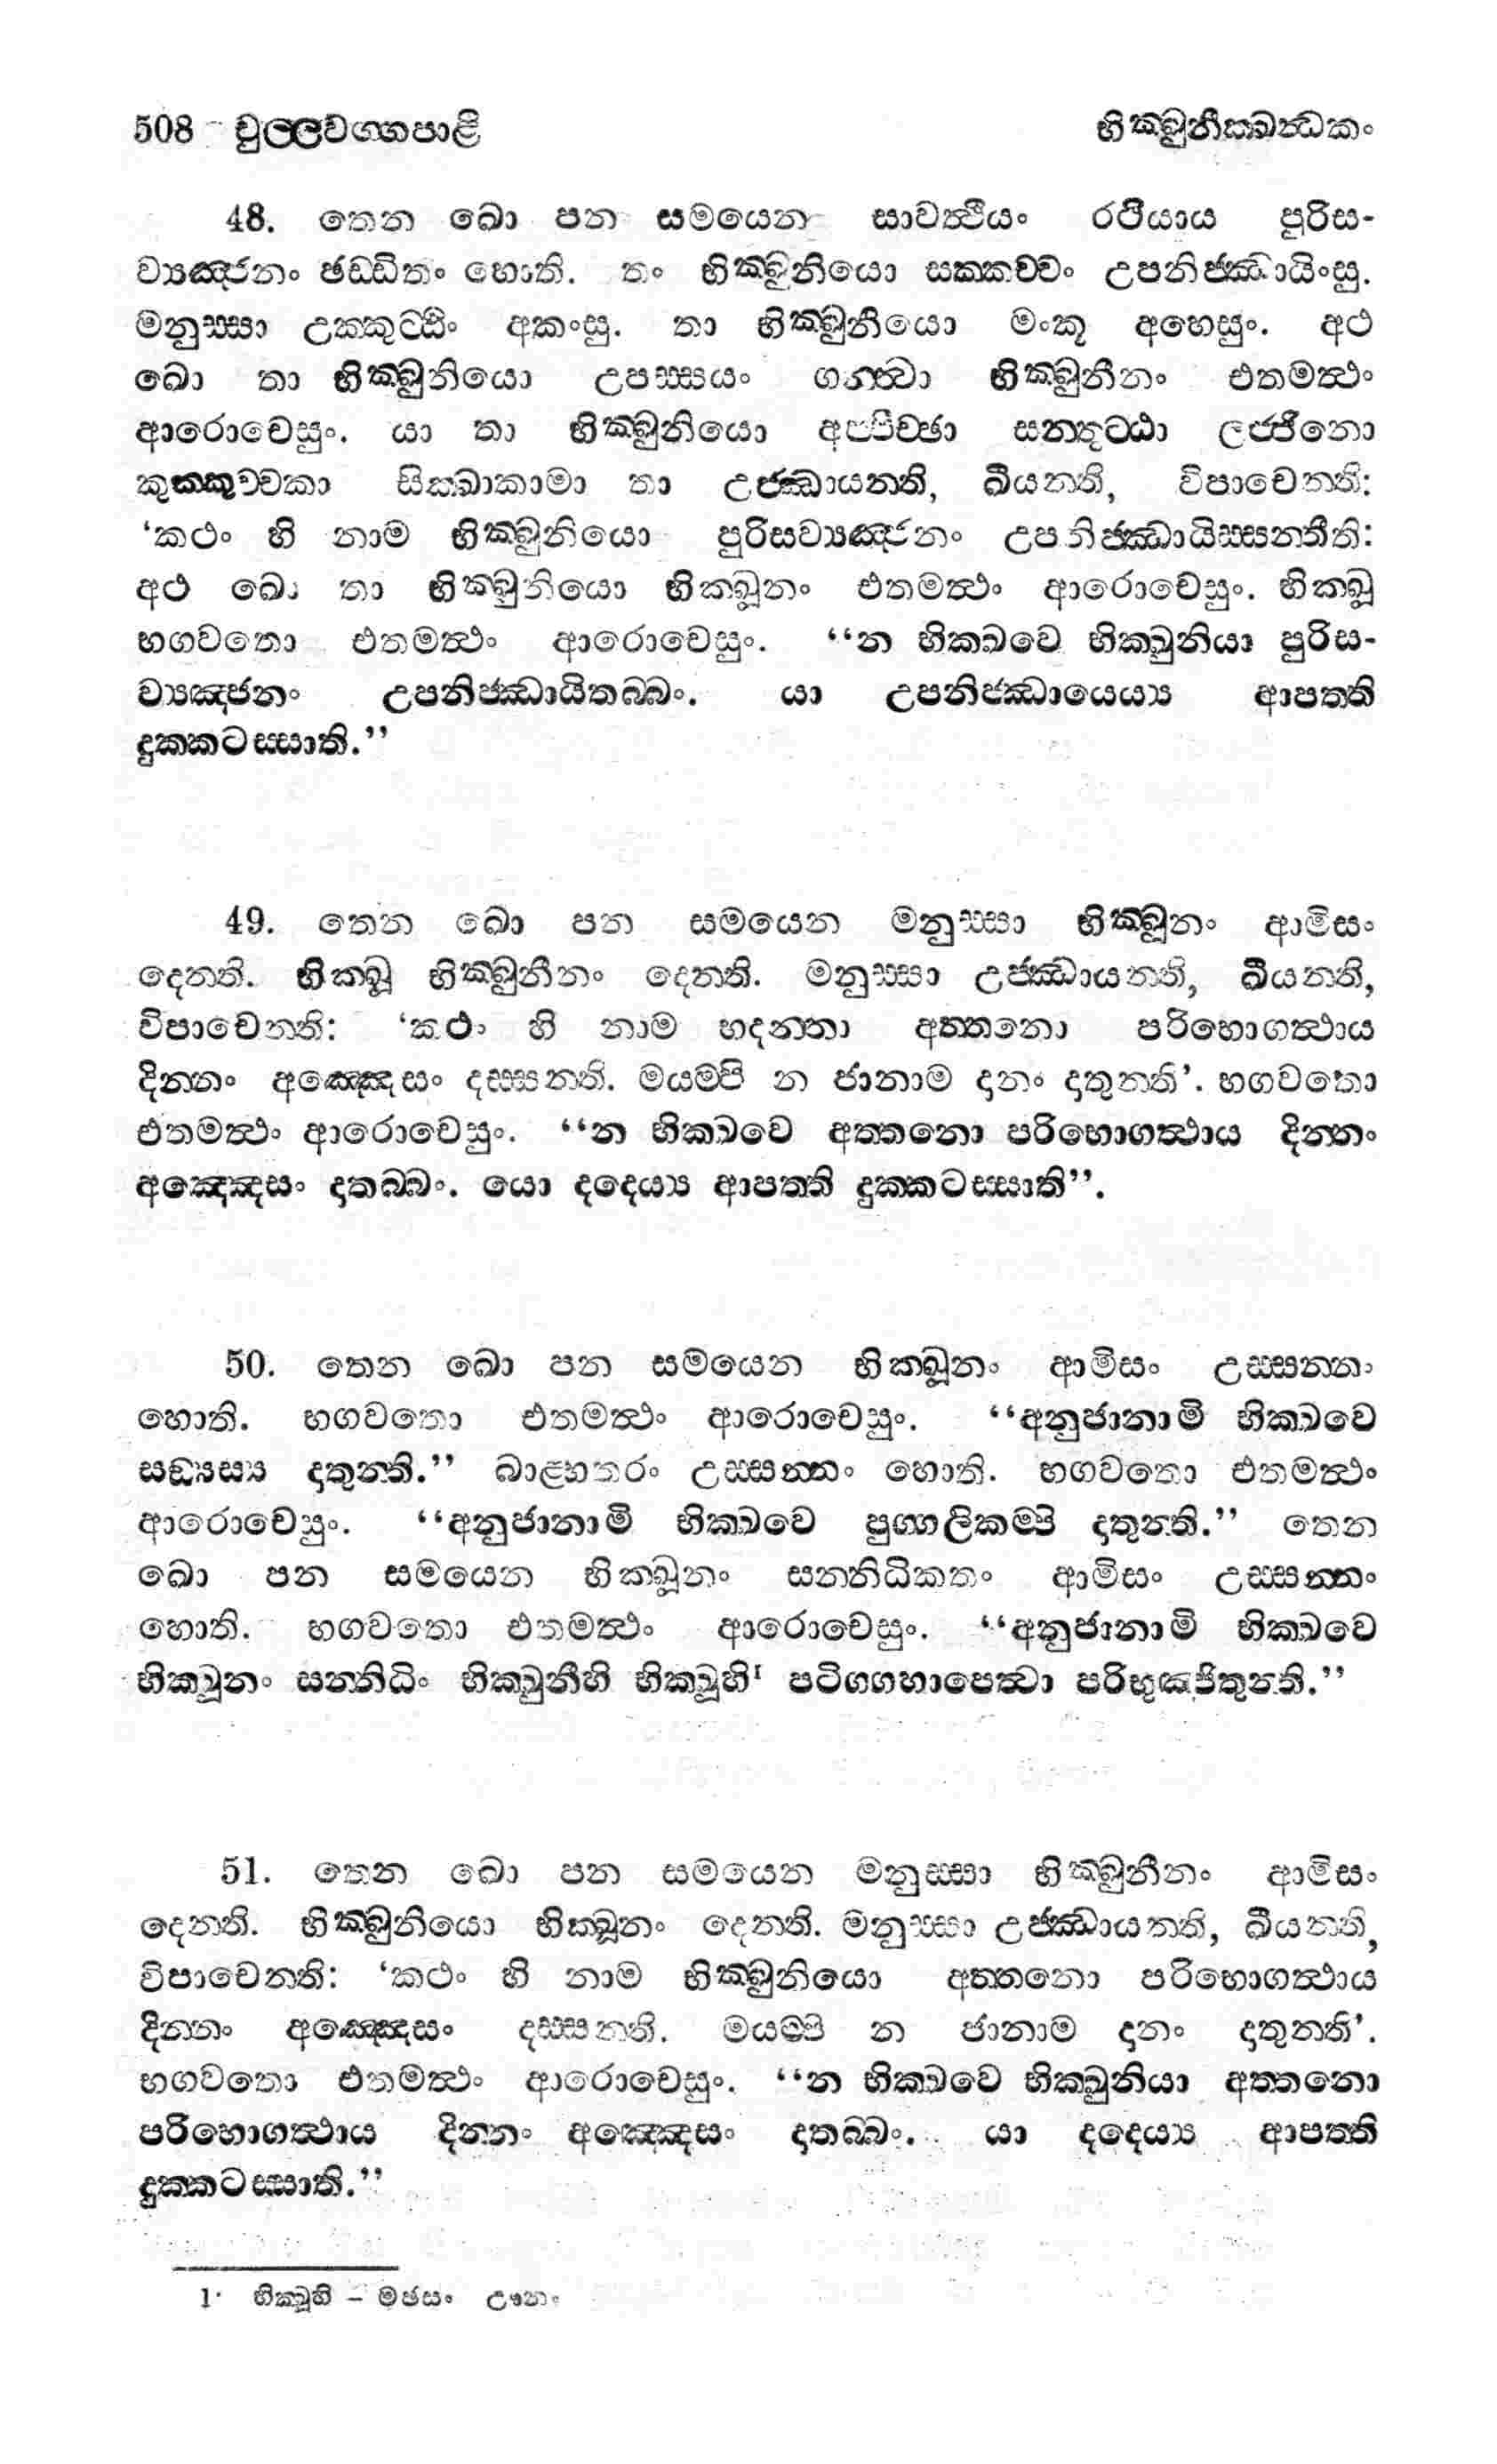 508 චුල්ලවග්ගපාළි භික්ඛුනීක්ඛන්ධකං
48. තෙන ඛො පන සමයෙන සාවත්ථියං රථියාය පුරිස-
ව්‍යඤ්ජනං ඡඩ්ඩිතං හොති. තං භික්ඛුනියො සක්කච්චං උපනිජ්ඣායිංසු.
මනුස්සා උක්කුට්ඨිං අකංසු. තා භික්ඛුනියො මංකූ අහෙසුං. අථ
ඛො තා භික්ඛුනියො උපස්සයං ගන්ත්වා භික්ඛුනීනං එතමත්ථං
ආරොචෙසුං. යා තා භික්ඛුනියො අප්පිච්ඡා සන්තුට්ඨා ලජ්ජිනො
කුක්කුච්චකා සික්ඛාකාමා තා උජ්ඣායන්ති, ඛීයන්ති, විපාචෙන්ති:
‘කථං හි නාම භික්ඛුනියො පුරිසව්‍යඤ්ජනං උපනිජ්ඣායිස්සන්තීති:
අථ ඛො තා භික්ඛුනියො භික්ඛූනං එතමත්ථං ආරොචෙසුං. භික්ඛූ
භගවතො එතමත්ථං ආරොචෙසුං. “න භික්ඛවෙ භික්ඛුනියා පුරිස-
ව්‍යඤ්ජනං උපනිජ්ඣායිතබ්බං. යා උපනිජ්ඣායෙය්‍ය ආපත්ති
දුක්කටස්සාති.”
49. තෙන ඛො පන සමයෙන මනුස්සා භික්ඛූනං ආමිසං
දෙන්ති. භික්ඛූ භික්ඛුනීනං දෙන්ති. මනුස්සා උජ්ඣායන්ති, ඛීයන්ති,
විපාචෙන්ති: ‘කථං හි නාම භදන්තා අත්තනො පරිභොගත්ථාය
දින්නං අඤ්ඤෙසං දස්සන්ති. මයම්පි න ජානාම දානං දාතුන්ති’. භගවතො
එතමත්ථං ආරොචෙසුං. “න භික්ඛවෙ අත්තනො පරිභොගත්ථාය දින්නං
අඤ්ඤෙසං දාතබ්බං. යො දදෙය්‍ය ආපත්ති දුක්කටස්සාති”.
50. තෙන ඛො පන සමයෙන භික්ඛූනං ආමිසං උස්සන්නං
හොති. භගවතො එතමත්ථං ආරොචෙසුං. “අනුජානාමි භික්ඛවෙ
සඞ්ඝස්ස දාතුන්ති.” බාළ්හතරං උස්සන්නං හොති. භගවතො එතමත්ථං
ආරොචෙසුං. “අනුජානාමි භික්ඛවෙ පුග්ගලිකම්පි දාතුන්ති.” තෙන
ඛො පන සමයෙන භික්ඛූනං සන්නිධිකතං ආමිසං උස්සන්නං
හොති. භගවතො එතමත්ථං ආරොචෙසුං. “අනුජානාමි භික්ඛවෙ
භික්ඛූනං සන්නිධිං භික්ඛුනීහි භික්ඛූහි¹ පටිග්ගහාපෙත්වා පරිභුඤ්ජිතුන්ති.”
51. තෙන ඛො පන සමයෙන මනුස්සා භික්ඛුනීනං ආමිසං
දෙන්ති. භික්ඛුනියො භික්ඛූනං දෙන්ති. මනුස්සා උජ්ඣායන්ති, ඛීයන්ති,
විපාචෙන්ති: ‘කථං හි නාම භික්ඛුනියො අත්තනො පරිභොගත්ථාය
දින්නං අඤ්ඤෙසං දස්සන්ති. මයම්පි න ජානාම දානං දාතුන්ති’.
භගවතො එතමත්ථං ආරොචෙසුං. “න භික්ඛවෙ භික්ඛුනියා අත්තනො
පරිභොගත්ථාය දින්නං අඤ්ඤෙසං දාතබ්බං. යා දදෙය්‍ය ආපත්ති
දුක්කටස්සාති.”
1. භික්ඛූහි – මඡසං ඌනං